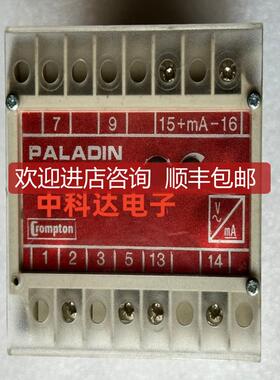 7 9 15+mA-16
PALADIN
欢迎进店咨询 顺丰包邮
中科达电子
Crompton
V
~
mA
1 2 5 13 14